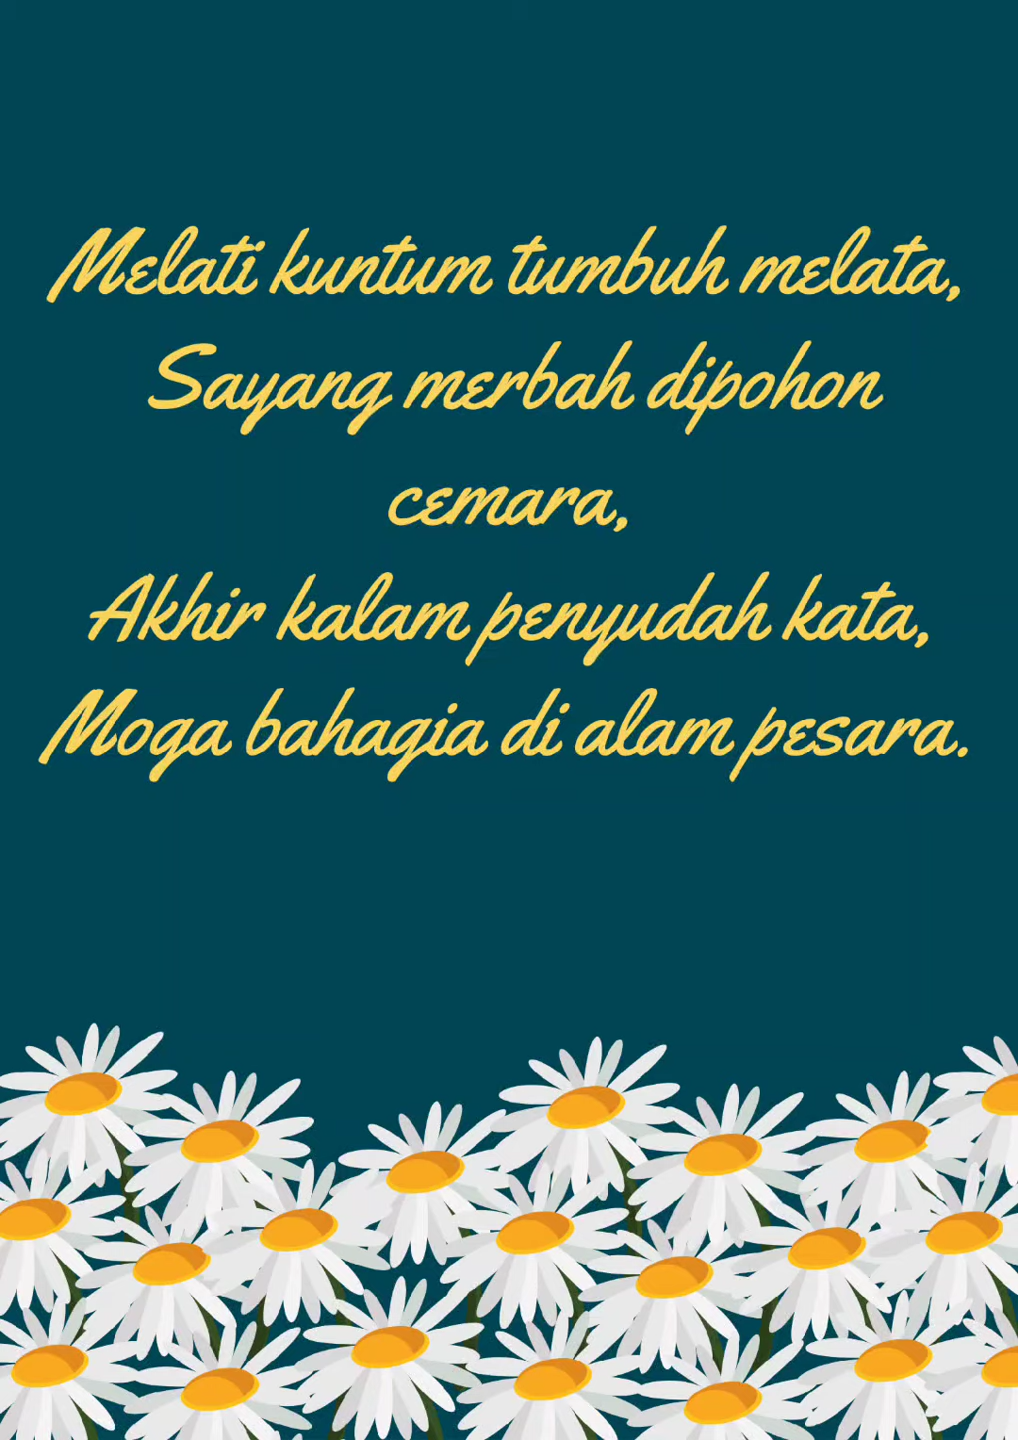 Melati kuntum tumbuh melata,
Sayang merbah dipohon
cemara,
Akhir kalam penyudah kata,
Moga bahagia di alam pesara.